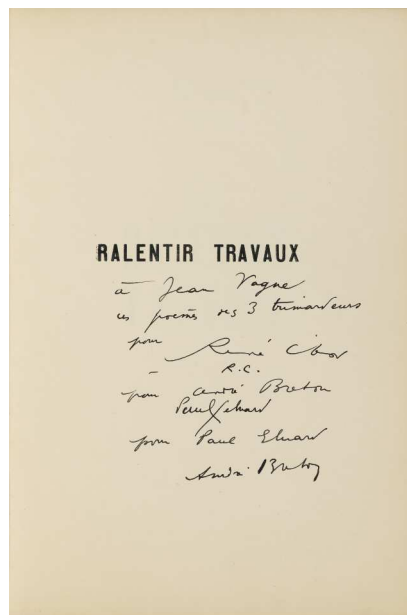 RALENTIR TRAVAUX
à Jean Vagne
ces poèmes des 3 trimardeurs
pour
René Char
R.C.
pour André Breton
Paul Eluard
pour Paul Eluard
André Breton